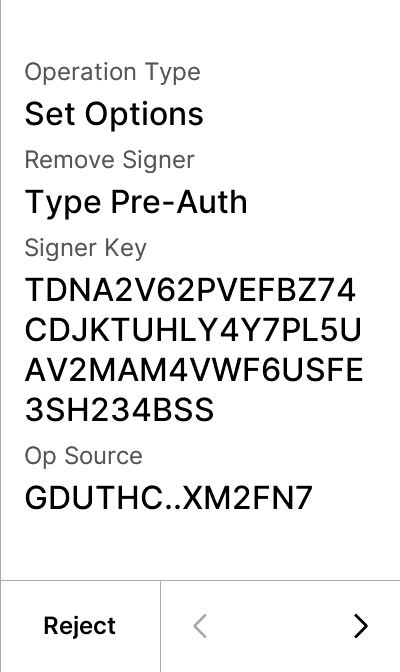 Operation Type
Set Options
Remove Signer
Type Pre-Auth
Signer Key
TDNA2V62PVEFBZ74
CDJKTUHLY4Y7PL5U
AV2MAM4VWF6USFE
3SH234BSS
Op Source
GDUTHC..XM2FN7
Reject